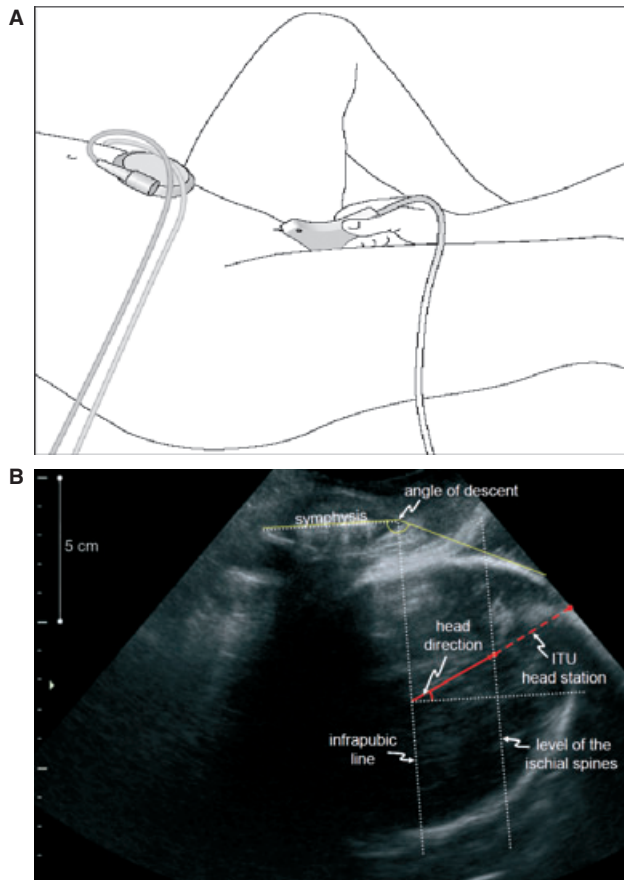 A
B
angle of descent
symphysis
5 cm
head
direction
ITU
head station
infrapubic
line
level of the
ischial spines